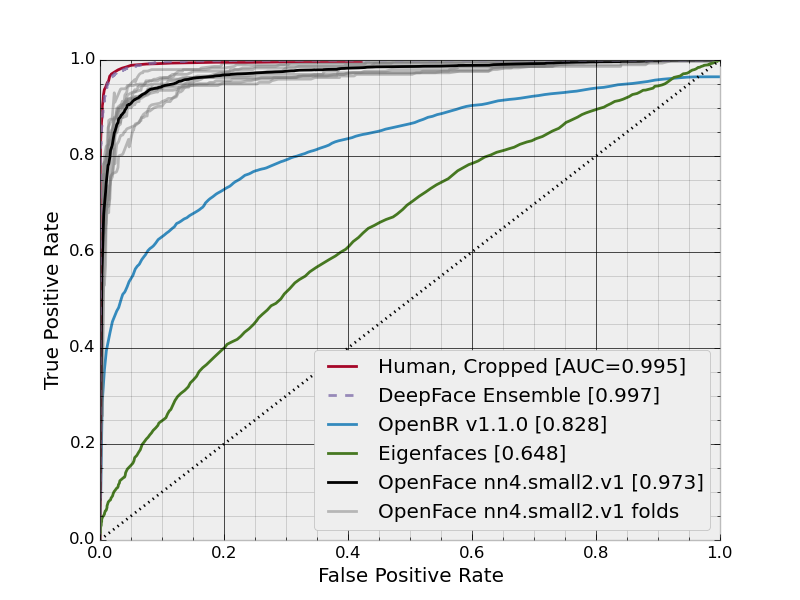 1.0
0.8
0.6
0.4
0.2
0.0
True Positive Rate
Human, Cropped [AUC=0.995]
DeepFace Ensemble [0.997]
OpenBR v1.1.0 [0.828]
Eigenfaces [0.648]
OpenFace nn4.small2.v1 [0.973]
OpenFace nn4.small2.v1 folds
0.0 0.2 0.4 0.6 0.8 1.0
False Positive Rate